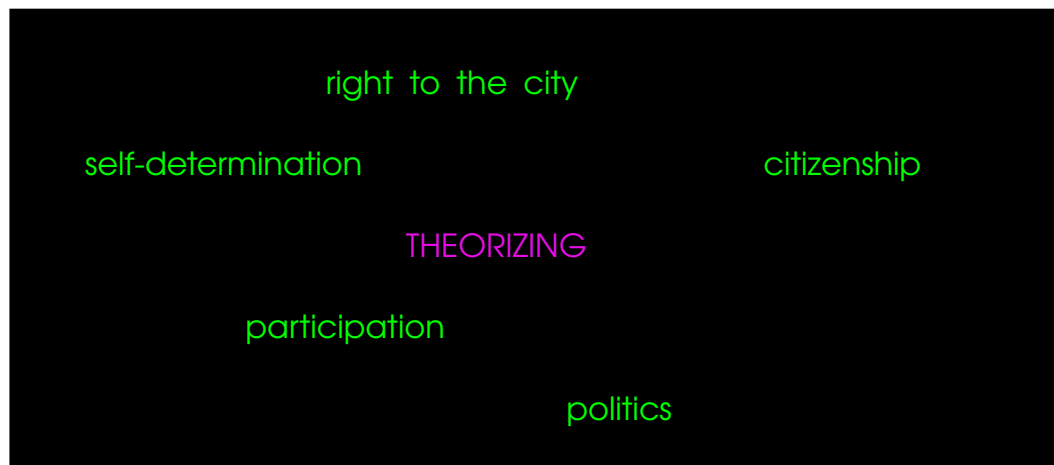 right to the city
self-determination citizenship
THEORIZING
participation
politics